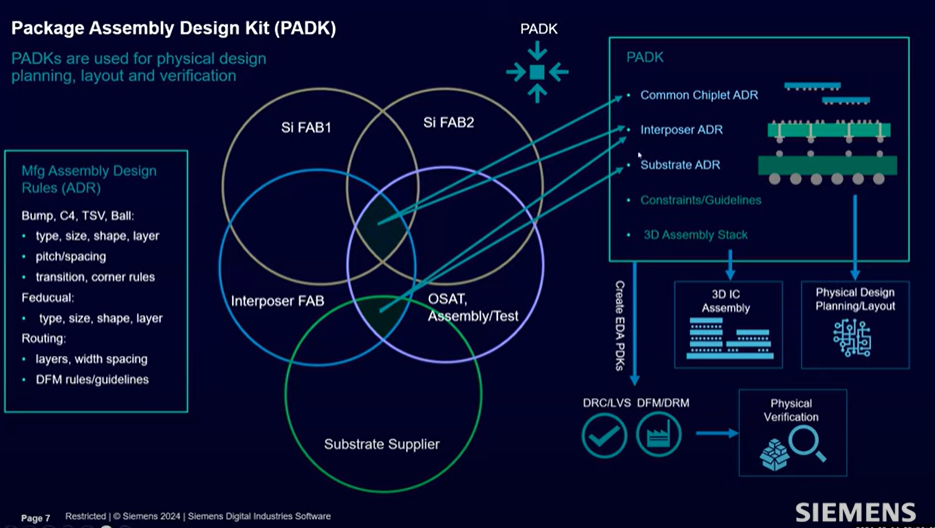 Package Assembly Design Kit (PADK)
PADKs are used for physical design
planning, layout and verification
PADK
Mfg Assembly Design
Rules (ADR)
Bump, C4, TSV, Ball:
• type, size, shape, layer
• pitch/spacing
• transition, corner rules
Feducual:
• type, size, shape, layer
Routing:
• layers, width spacing
• DFM rules/guidelines
Si FAB1
Si FAB2
Interposer FAB
OSAT,
Assembly/Test
Substrate Supplier
PADK
• Common Chiplet ADR
• Interposer ADR
• Substrate ADR
• Constraints/Guidelines
• 3D Assembly Stack
Create EDA PDKs
3D IC
Assembly
Physical Design
Planning/Layout
DRC/LVS
DFM/DRM
Physical
Verification
Page 7
Restricted | © Siemens 2024 | Siemens Digital Industries Software
SIEMENS